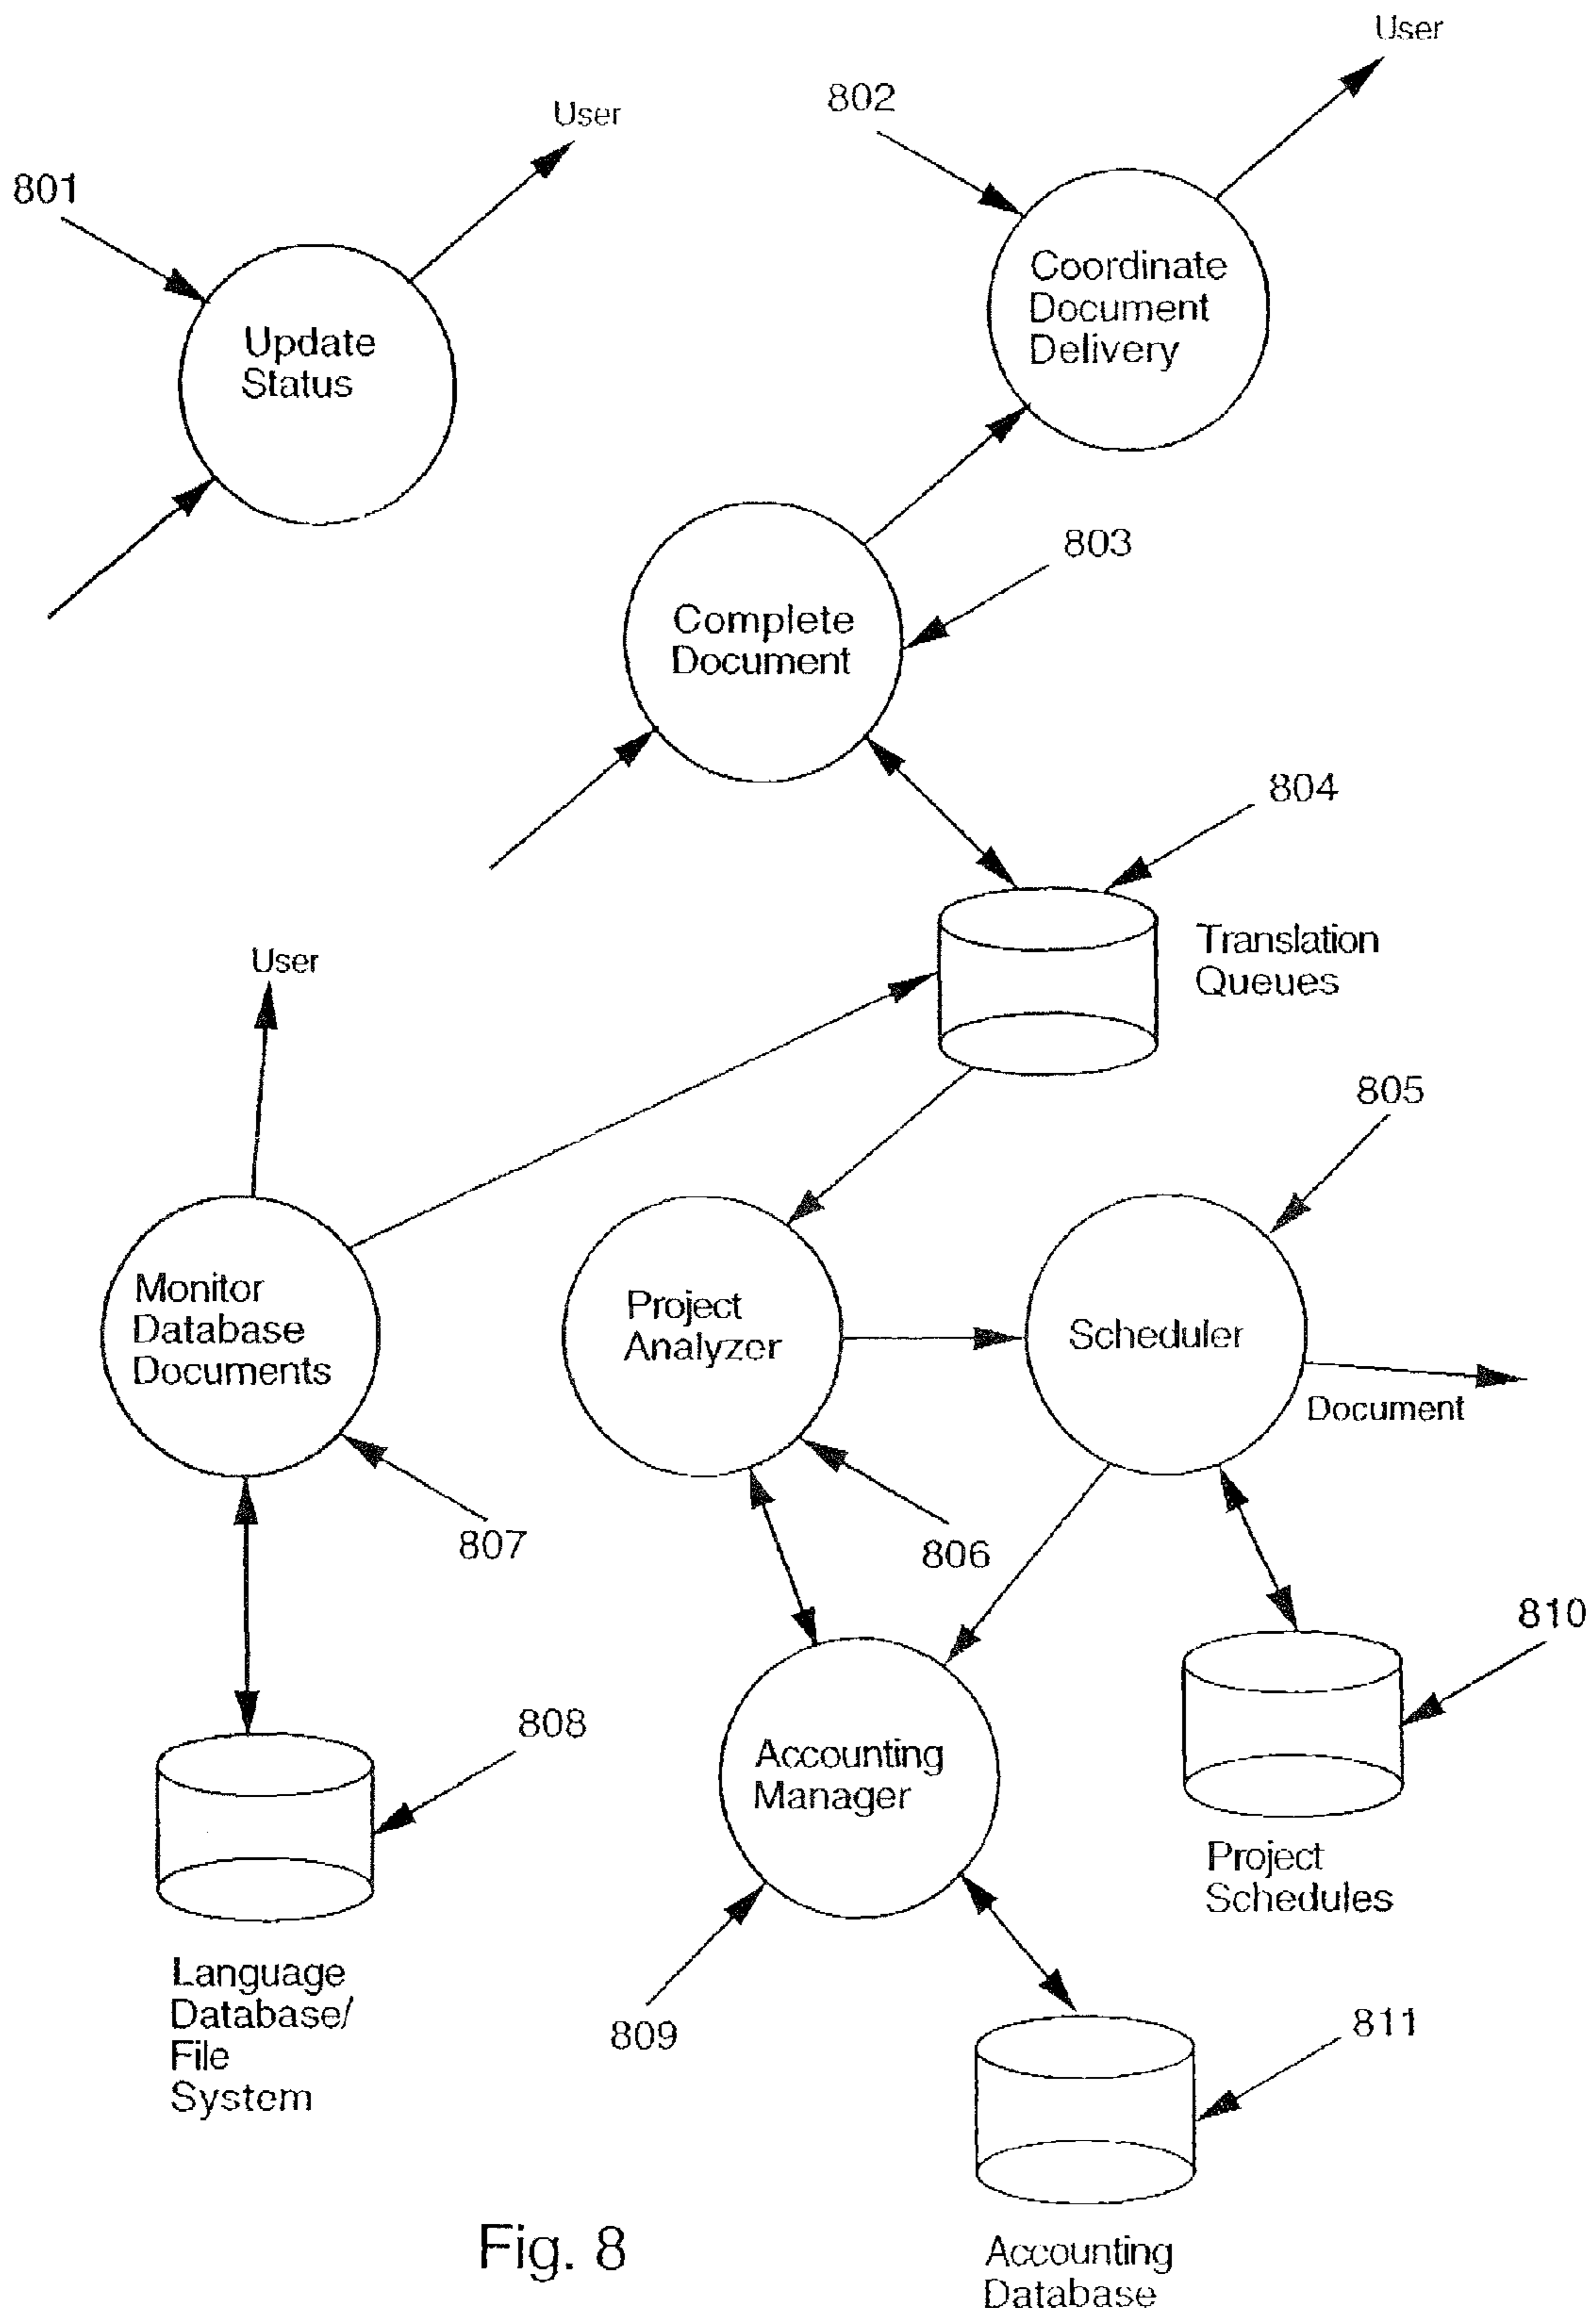 User
802
User
801
Coordinate
Document
Delivery
Update
Status
803
Complete
Document
804
Translation
Queues
User
805
Monitor
Database
Documents
Project
Analyzer
Scheduler
Document
807
806
810
808
Accounting
Manager
Project
Schedules
Language
Database/
File
System
809
811
Fig. 8
Accounting
Database